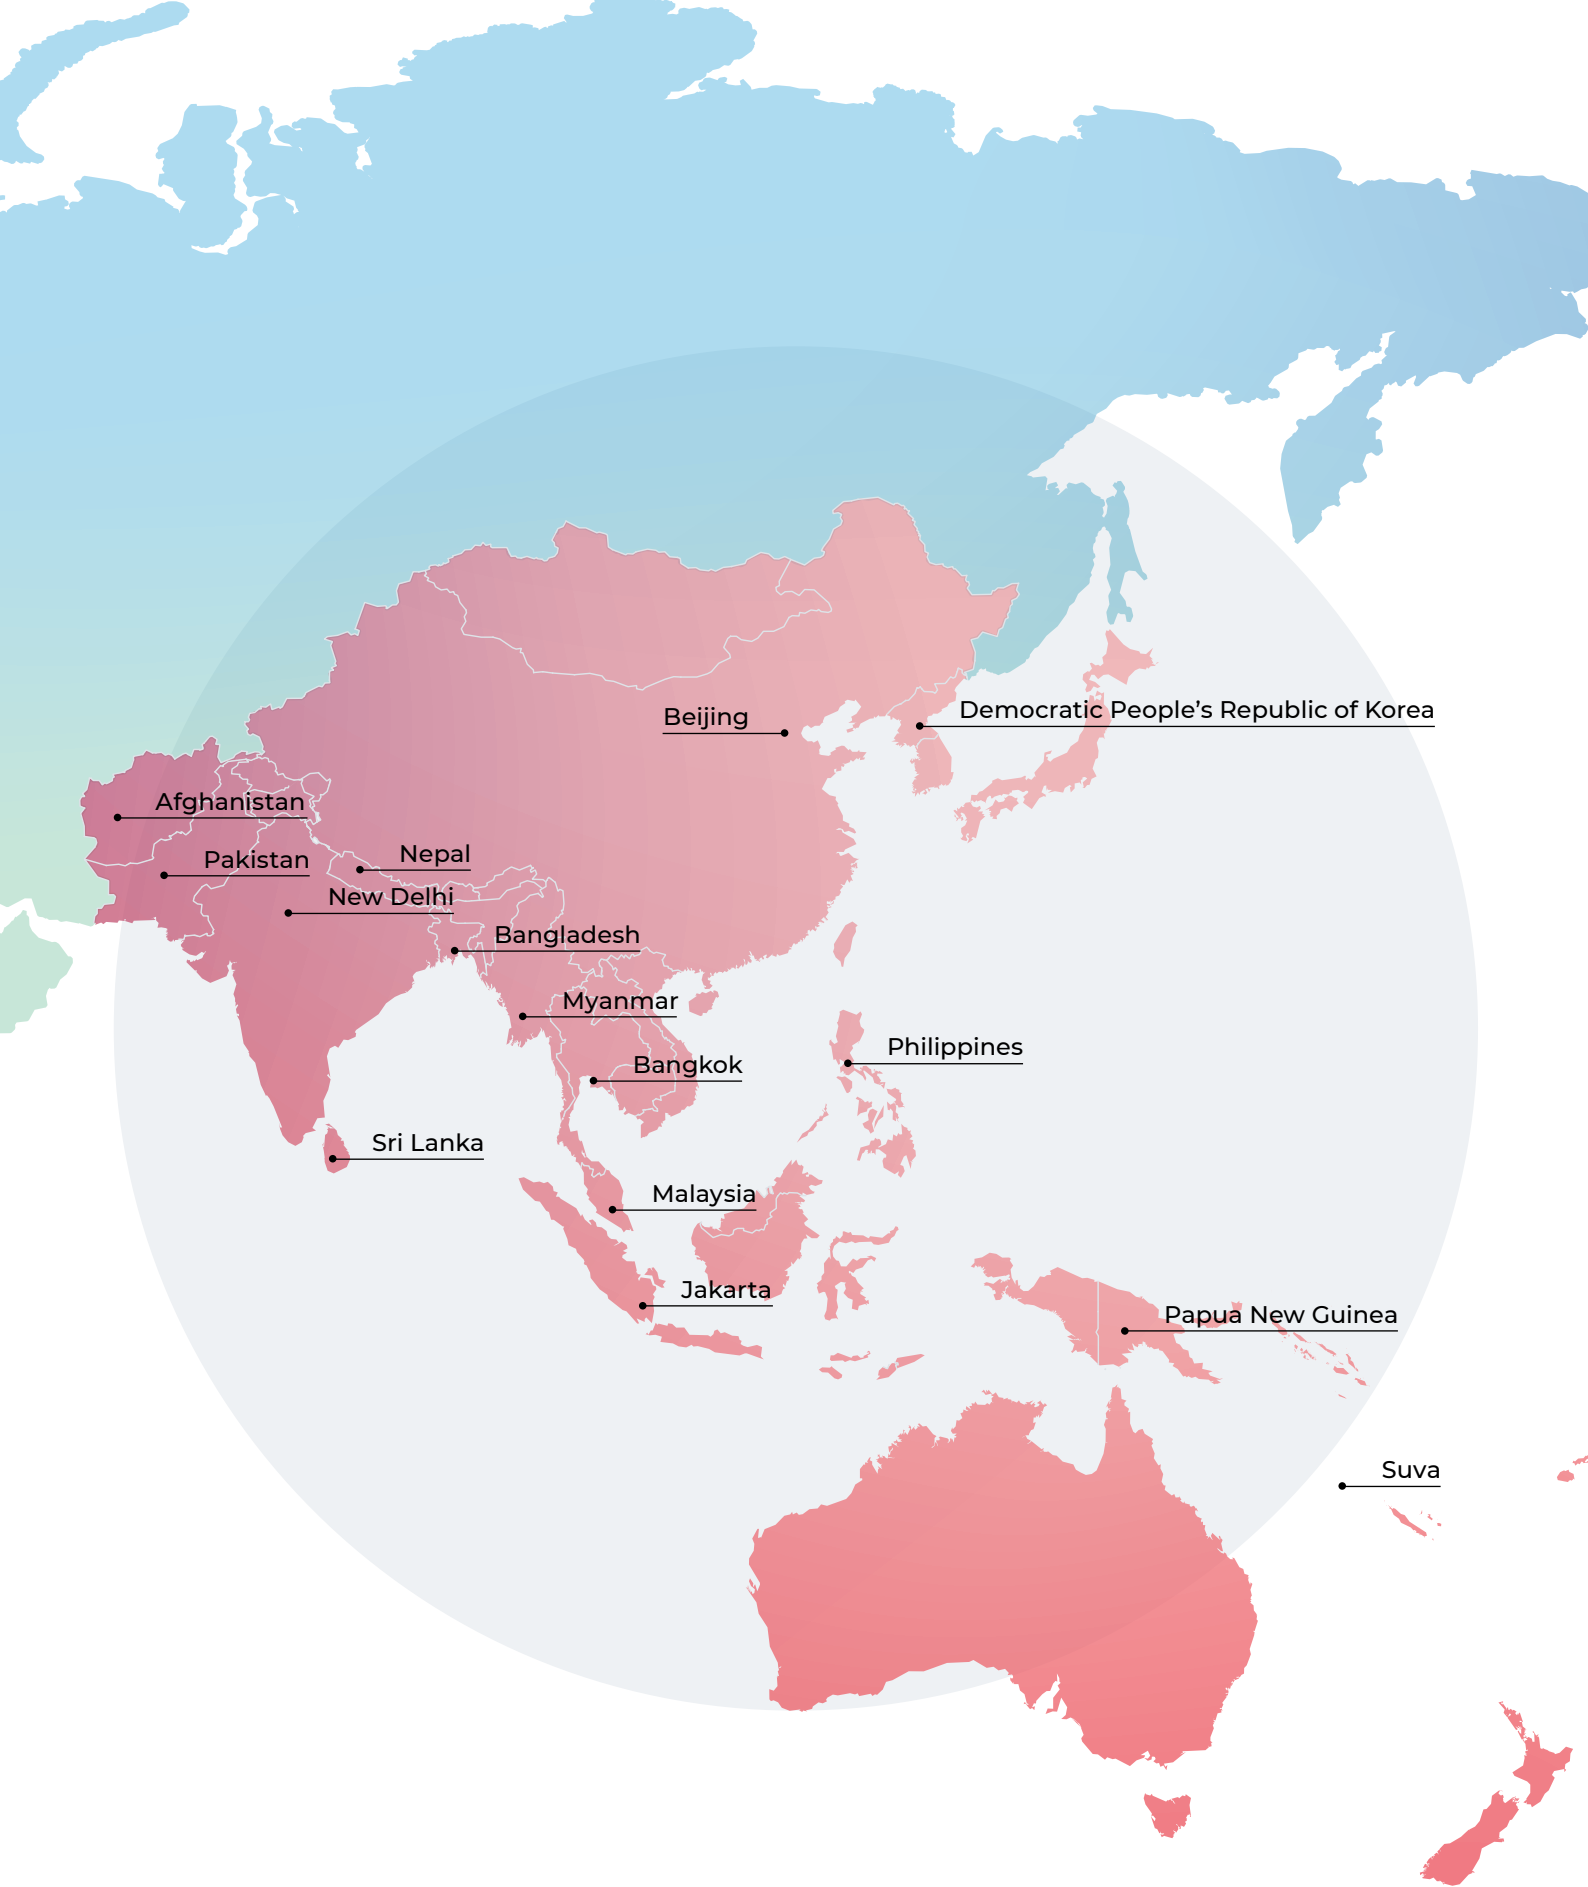 Beijing
Democratic People’s Republic of Korea
Afghanistan
Pakistan
Nepal
New Delhi
Bangladesh
Myanmar
Philippines
Bangkok
Sri Lanka
Malaysia
Jakarta
Papua New Guinea
Suva